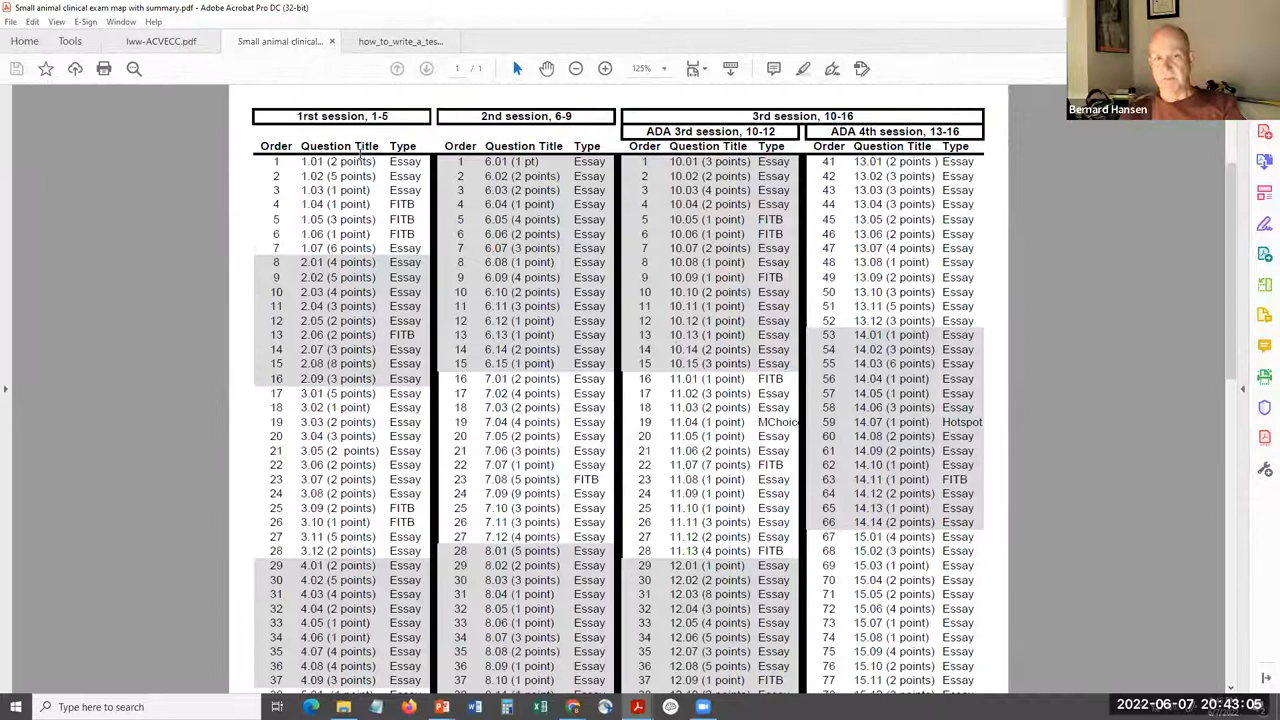 Small animal clinical exam map with summary.pdf - Adobe Acrobat Pro DC (32-bit)
File Edit View E-Sign Window Help
Home Tools lww-ACVECC.pdf Small animal clinical... × how_to_write_a_tes...
1 / 1 125%
Bernard Hansen
1rst session, 1-5 2nd session, 6-9 3rd session, 10-16
ADA 3rd session, 10-12 ADA 4th session, 13-16
Order Question Title Type Order Question Title Type Order Question Title Type Order Question Title Type
1 1.01 (2 points) Essay 1 6.01 (1 pt) Essay 1 10.01 (3 points) Essay 41 13.01 (2 points ) Essay
2 1.02 (5 points) Essay 2 6.02 (2 points) Essay 2 10.02 (2 points) Essay 42 13.02 (3 points) Essay
3 1.03 (1 point) Essay 3 6.03 (2 points) Essay 3 10.03 (4 points) Essay 43 13.03 (3 points) Essay
4 1.04 (1 point) FITB 4 6.04 (1 point) Essay 4 10.04 (2 points) Essay 44 13.04 (3 points) Essay
5 1.05 (3 points) FITB 5 6.05 (4 points) Essay 5 10.05 (1 point) FITB 45 13.05 (2 points) Essay
6 1.06 (1 point) FITB 6 6.06 (2 points) Essay 6 10.06 (1 point) FITB 46 13.06 (2 points) Essay
7 1.07 (6 points) Essay 7 6.07 (3 points) Essay 7 10.07 (2 points) Essay 47 13.07 (4 points) Essay
8 2.01 (4 points) Essay 8 6.08 (1 point) Essay 8 10.08 (1 point) Essay 48 13.08 (1 point) Essay
9 2.02 (5 points) Essay 9 6.09 (4 points) Essay 9 10.09 (1 point) FITB 49 13.09 (2 points) Essay
10 2.03 (4 points) Essay 10 6.10 (2 points) Essay 10 10.10 (2 points) Essay 50 13.10 (3 points) Essay
11 2.04 (3 points) Essay 11 6.11 (3 points) Essay 11 10.11 (1 point) Essay 51 13.11 (5 points) Essay
12 2.05 (2 points) Essay 12 6.12 (1 point) Essay 12 10.12 (1 point) Essay 52 13.12 (3 points) Essay
13 2.06 (2 points) FITB 13 6.13 (1 point) Essay 13 10.13 (1 point) Essay 53 14.01 (1 point) Essay
14 2.07 (3 points) Essay 14 6.14 (2 points) Essay 14 10.14 (2 points) Essay 54 14.02 (3 points) Essay
15 2.08 (8 points) Essay 15 6.15 (1 point) Essay 15 10.15 (3 points) Essay 55 14.03 (6 points) Essay
16 2.09 (3 points) Essay 16 7.01 (2 points) Essay 16 11.01 (1 point) FITB 56 14.04 (1 point) Essay
17 3.01 (5 points) Essay 17 7.02 (4 points) Essay 17 11.02 (3 points) Essay 57 14.05 (1 point) Essay
18 3.02 (1 point) Essay 18 7.03 (2 points) Essay 18 11.03 (2 points) Essay 58 14.06 (3 points) Essay
19 3.03 (2 points) Essay 19 7.04 (4 points) Essay 19 11.04 (1 point) MChoic 59 14.07 (1 point) Hotspot
20 3.04 (3 points) Essay 20 7.05 (2 points) Essay 20 11.05 (1 point) Essay 60 14.08 (2 points) Essay
21 3.05 (2 points) Essay 21 7.06 (3 points) Essay 21 11.06 (2 points) Essay 61 14.09 (2 points) Essay
22 3.06 (2 points) Essay 22 7.07 (1 point) Essay 22 11.07 (7 points) FITB 62 14.10 (1 point) Essay
23 3.07 (2 points) Essay 23 7.08 (5 points) FITB 23 11.08 (1 point) Essay 63 14.11 (1 point) FITB
24 3.08 (2 points) Essay 24 7.09 (9 points) Essay 24 11.09 (1 point) Essay 64 14.12 (2 points) Essay
25 3.09 (2 points) FITB 25 7.10 (3 points) Essay 25 11.10 (1 point) Essay 65 14.13 (1 point) Essay
26 3.10 (1 point) FITB 26 7.11 (3 points) Essay 26 11.11 (3 points) Essay 66 14.14 (2 points) Essay
27 3.11 (5 points) Essay 27 7.12 (4 points) Essay 27 11.12 (2 points) Essay 67 15.01 (4 points) Essay
28 3.12 (2 points) Essay 28 8.01 (5 points) Essay 28 11.13 (4 points) FITB 68 15.02 (3 points) Essay
29 4.01 (2 points) Essay 29 8.02 (2 points) Essay 29 12.01 (1 point) Essay 69 15.03 (1 point) Essay
30 4.02 (5 points) Essay 30 8.03 (3 points) Essay 30 12.02 (2 points) Essay 70 15.04 (2 points) Essay
31 4.03 (4 points) Essay 31 8.04 (1 point) Essay 31 12.03 (8 points) Essay 71 15.05 (2 points) Essay
32 4.04 (2 points) Essay 32 8.05 (1 point) Essay 32 12.04 (3 points) Essay 72 15.06 (4 points) Essay
33 4.05 (1 point) Essay 33 8.06 (1 point) Essay 33 12.05 (4 points) Essay 73 15.07 (1 point) Essay
34 4.06 (1 point) Essay 34 8.07 (3 points) Essay 34 12.06 (5 points) Essay 74 15.08 (1 point) Essay
35 4.07 (4 points) Essay 35 8.08 (2 points) Essay 35 12.07 (3 points) Essay 75 15.09 (4 points) Essay
36 4.08 (4 points) Essay 36 8.09 (1 point) Essay 36 12.08 (5 points) Essay 76 15.10 (2 points) Essay
37 4.09 (3 points) Essay 37 8.10 (1 point) Essay 37 12.09 (1 point) FITB 77 15.11 (2 points) Essay
Type here to search
2022-06-07 20:43:05